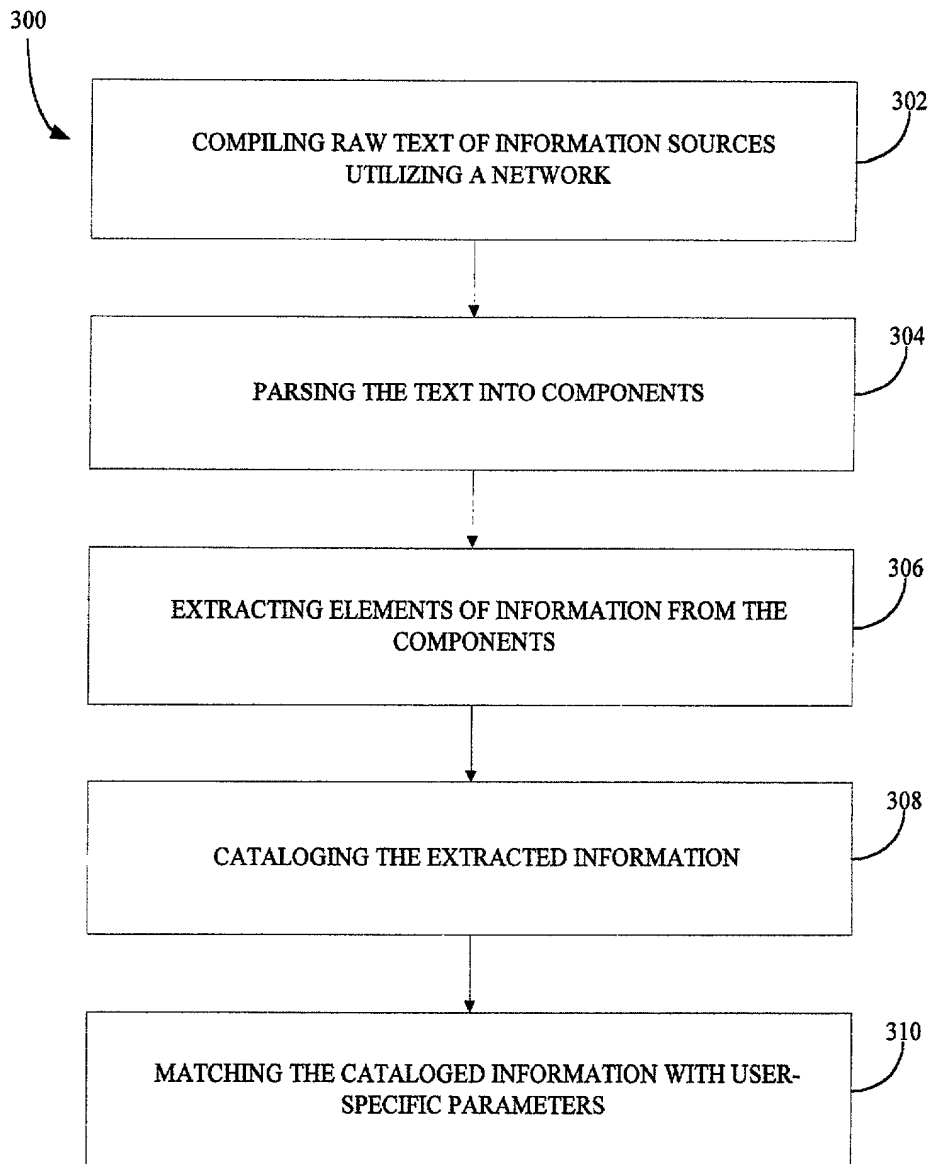 300
302
COMPILING RAW TEXT OF INFORMATION SOURCES
UTILIZING A NETWORK
304
PARSING THE TEXT INTO COMPONENTS
306
EXTRACTING ELEMENTS OF INFORMATION FROM THE
COMPONENTS
308
CATALOGING THE EXTRACTED INFORMATION
310
MATCHING THE CATALOGED INFORMATION WITH USER-
SPECIFIC PARAMETERS